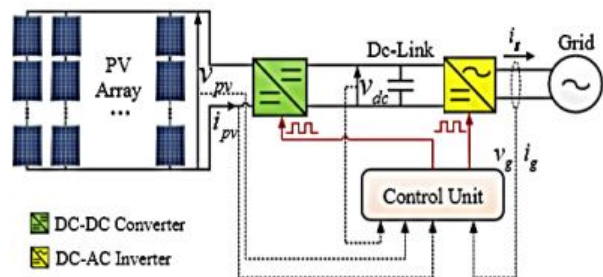 PV
Array
...
v pv
i pv
Dc-Link
v dc
i g
Grid
v g
i g
Control Unit
DC-DC Converter
DC-AC Inverter